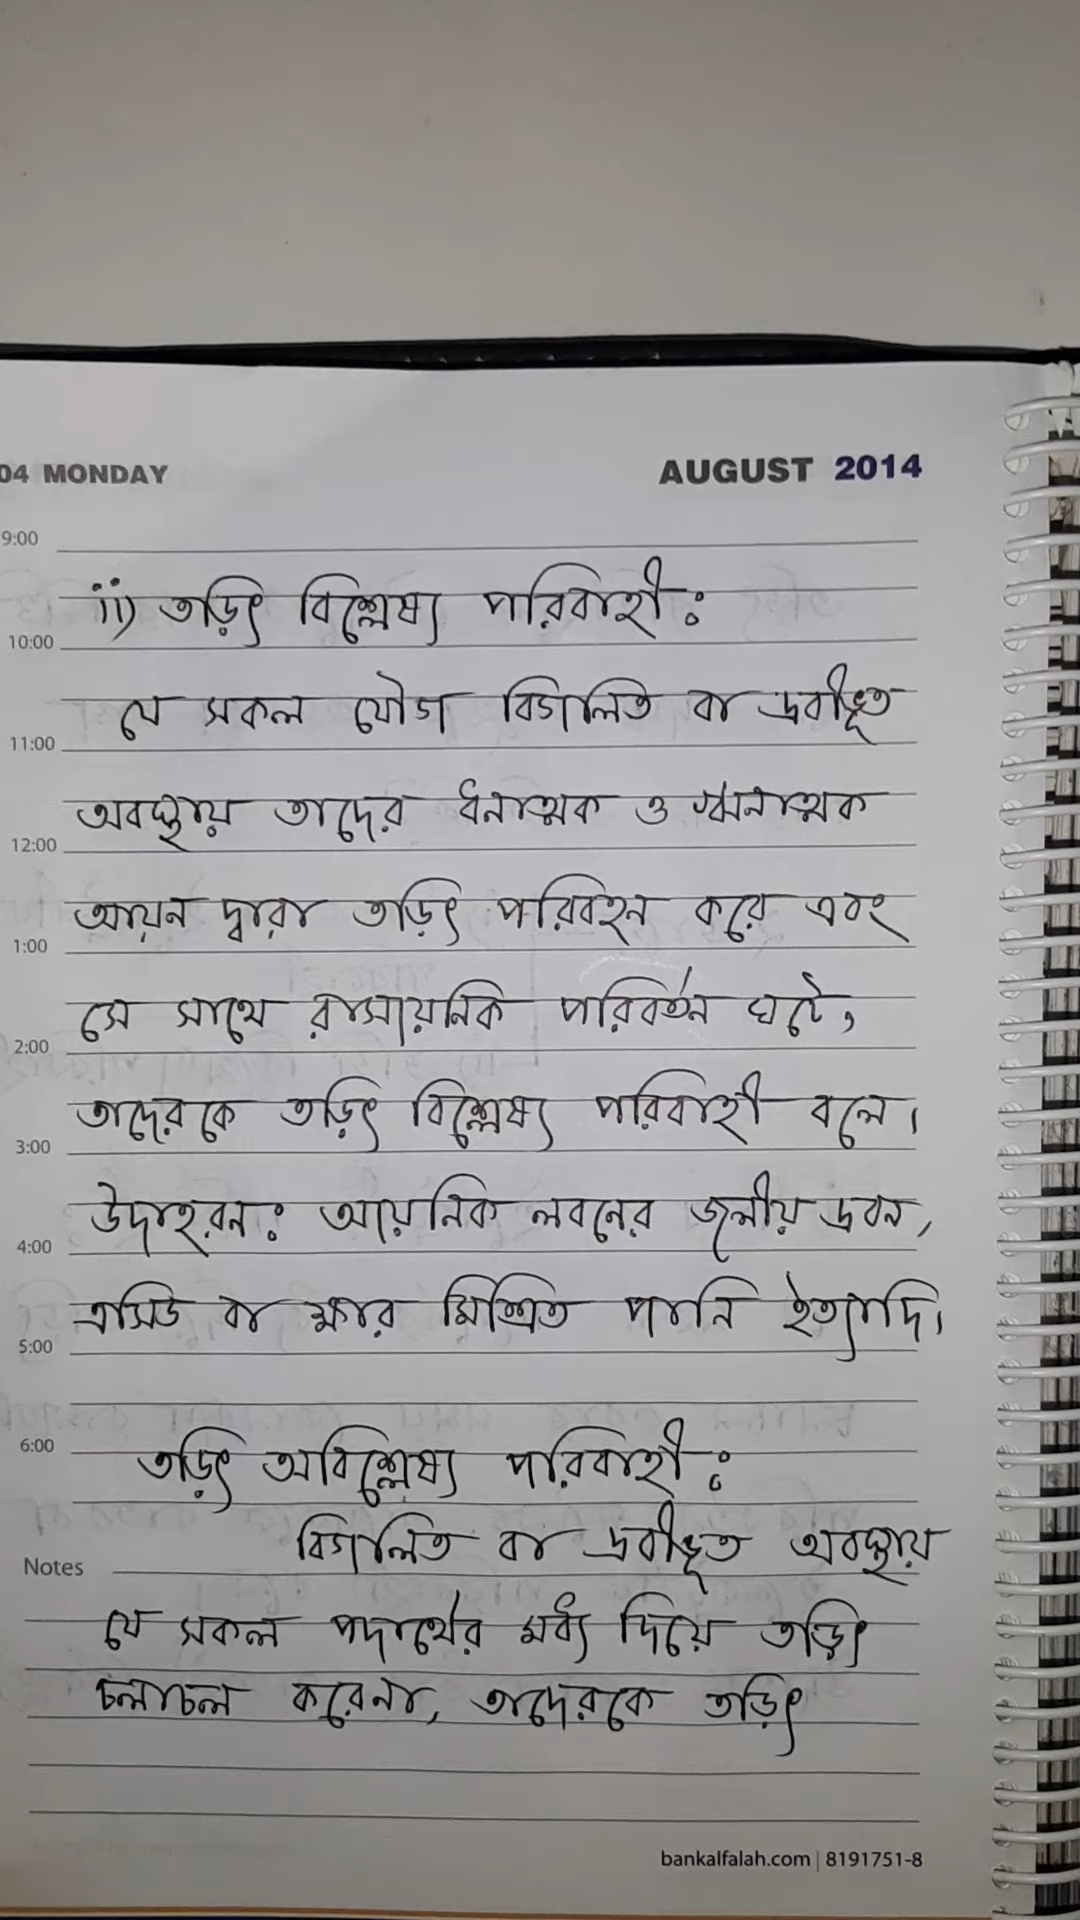 04 MONDAY AUGUST 2014
9:00
ii) তড়িৎ বিশ্লেষ্য পরিবাহী:
10:00
যে সকল যৌগ বিগলিত বা দ্রবীভূত
11:00
অবস্থায় তাদের ধনাত্মক ও ঋনাত্মক
12:00
আয়ন দ্বারা তড়িৎ পরিবহন করে এবং
1:00
সে সাথে রাসায়নিক পরিবর্তন ঘটে,
2:00
তাদেরকে তড়িৎ বিশ্লেষ্য পরিবাহী বলে।
3:00
উদাহরন: আয়েনিক লবনের জলীয় দ্রবন,
4:00
এসিড বা ক্ষার মিশ্রিত পানি ইত্যাদি।
5:00
6:00
তড়িৎ অবিশ্লেষ্য পরিবাহী:
বিগলিত বা দ্রবীভূত অবস্থায়
Notes
যে সকল পদার্থের মধ্য দিয়ে তড়িৎ
চলাচল করেনা, তাদেরকে তড়িৎ
bankalfalah.com | 8191751-8